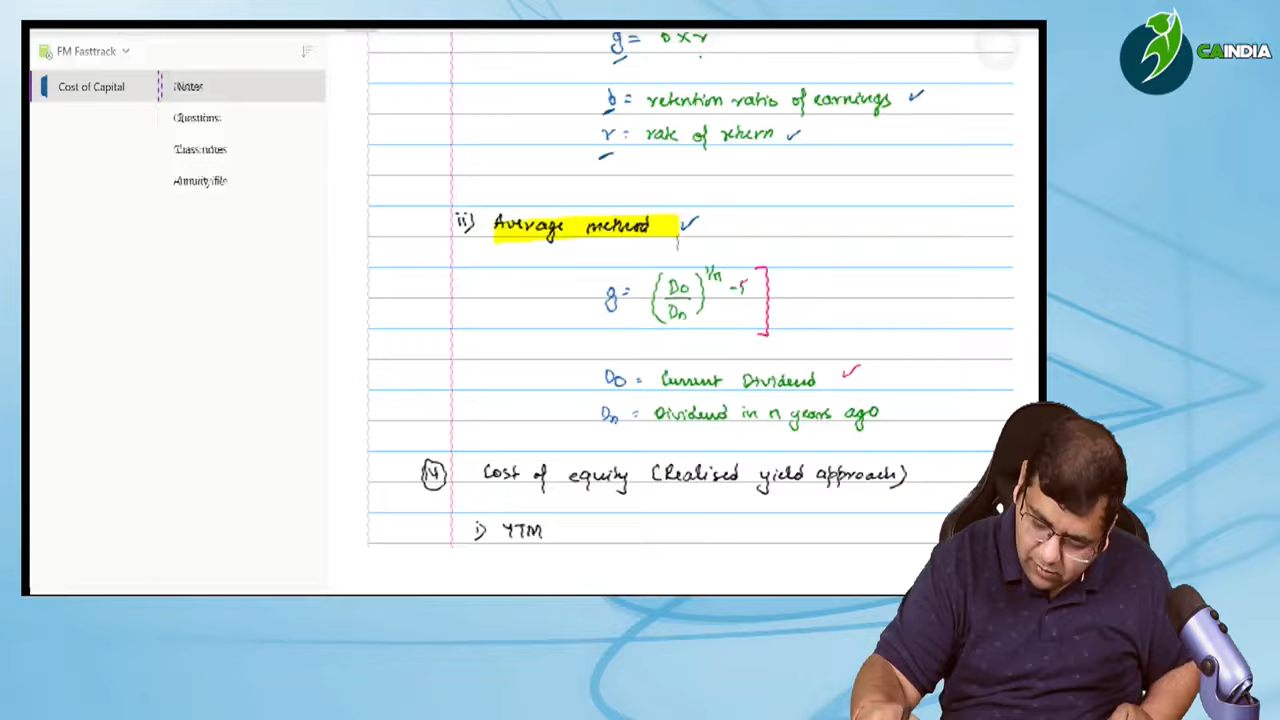 CAINDIA
FM Fasttrack
Cost of Capital
Notes
Questions
Class notes
Annuity file
g = b x r
b = retention ratio of earnings ✓
r = rate of return ✓
ii) Average method ✓
g = (D0/Dn)^1/n - 1
D0 = Current Dividend ✓
Dn = Dividend in n years ago
14 Cost of equity (Realised yield approach)
i) YTM